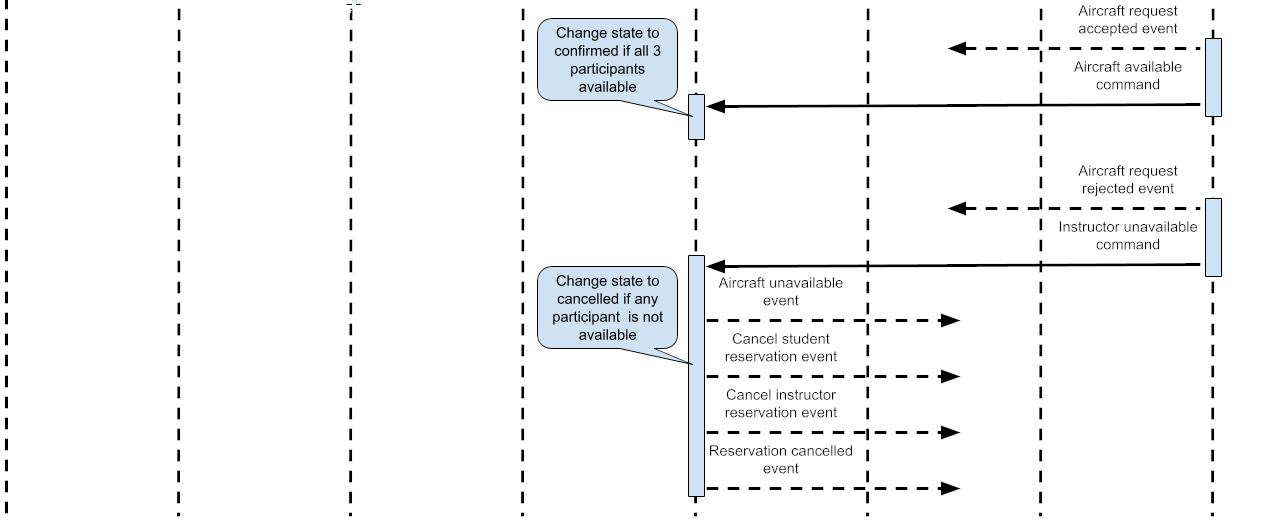 Aircraft request
accepted event
Change state to
confirmed if all 3
participants
available
Aircraft available
command
Aircraft request
rejected event
Instructor unavailable
command
Change state to
cancelled if any
participant is not
available
Aircraft unavailable
event
Cancel student
reservation event
Cancel instructor
reservation event
Reservation cancelled
event